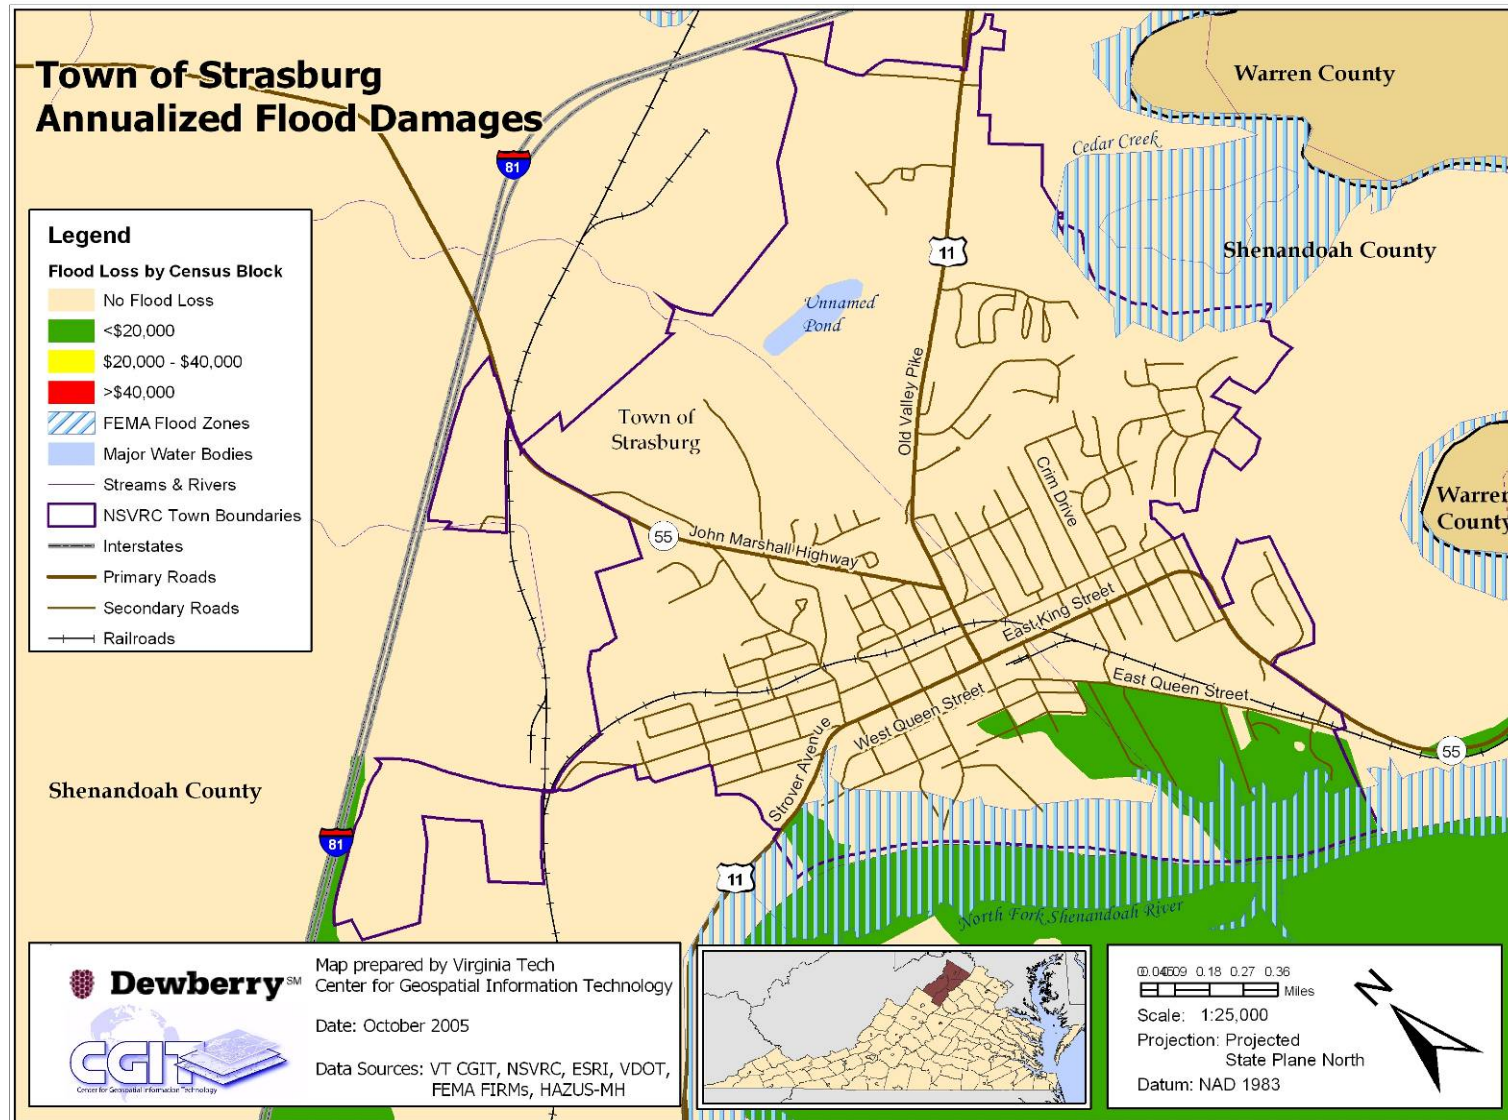 Town of Strasburg
Annualized Flood Damages
81
Warren County
Cedar Creek
Shenandoah County
11
Unnamed
Pond
Old Valley Pike
Town of
Strasburg
Crim Drive
Warren
County
55
John Marshall Highway
East King Street
East Queen Street
West Queen Street
Strover Avenue
55
Shenandoah County
81
11
North Fork Shenandoah River
Legend
Flood Loss by Census Block
No Flood Loss
<$20,000
$20,000 - $40,000
>$40,000
FEMA Flood Zones
Major Water Bodies
Streams & Rivers
NSVRC Town Boundaries
Interstates
Primary Roads
Secondary Roads
Railroads
Dewberry SM
CGIT
Center for Geospatial Information Technology
Map prepared by Virginia Tech
Center for Geospatial Information Technology
Date: October 2005
Data Sources: VT CGIT, NSVRC, ESRI, VDOT,
FEMA FIRMs, HAZUS-MH
0.18 0.27 0.36
Miles
Scale: 1:25,000
Projection: Projected
State Plane North
Datum: NAD 1983
N